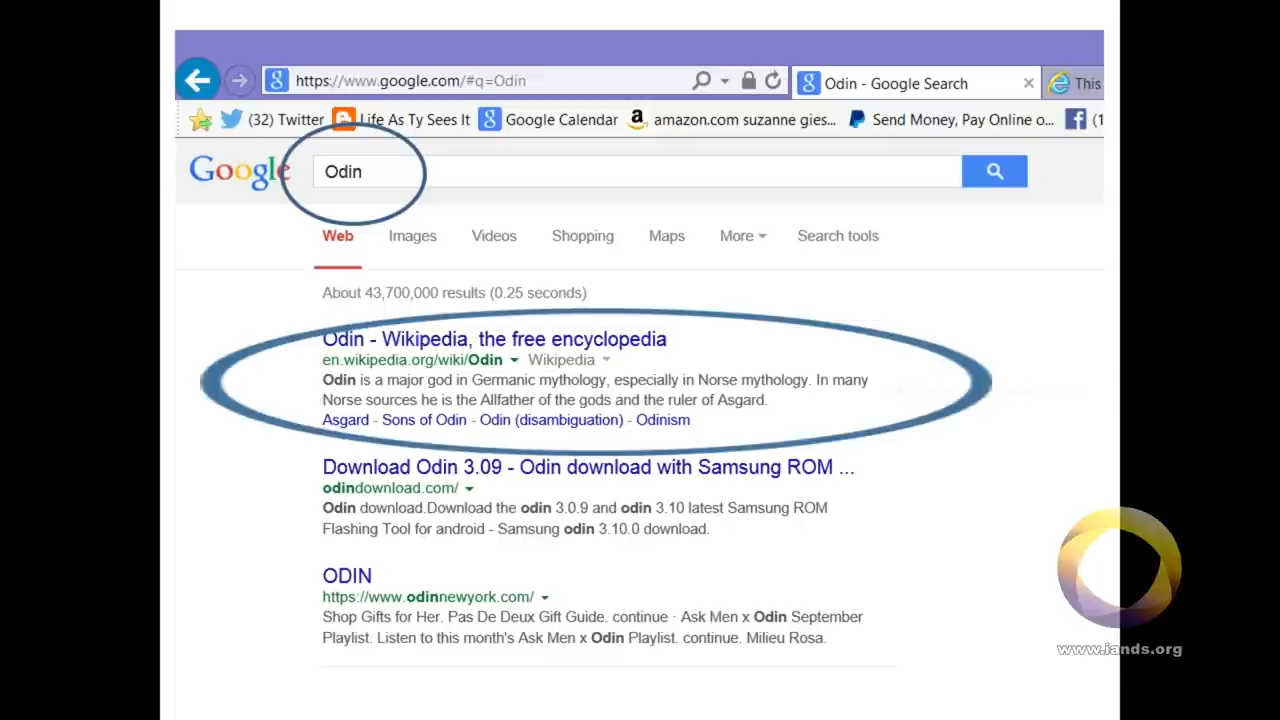 https://www.google.com/#q=Odin
Odin - Google Search
This
(32) Twitter
Life As Ty Sees It
Google Calendar
amazon.com suzanne gies...
Send Money, Pay Online o...
(1
Google
Odin
Web Images Videos Shopping Maps More Search tools
About 43,700,000 results (0.25 seconds)
Odin - Wikipedia, the free encyclopedia
en.wikipedia.org/wiki/Odin Wikipedia
Odin is a major god in Germanic mythology, especially in Norse mythology. In many
Norse sources he is the Allfather of the gods and the ruler of Asgard.
Asgard - Sons of Odin - Odin (disambiguation) - Odinism
Download Odin 3.09 - Odin download with Samsung ROM ...
odindownload.com/
Odin download.Download the odin 3.0.9 and odin 3.10 latest Samsung ROM
Flashing Tool for android - Samsung odin 3.10.0 download.
ODIN
https://www.odinnewyork.com/
Shop Gifts for Her. Pas De Deux Gift Guide. continue · Ask Men x Odin September
Playlist. Listen to this month's Ask Men x Odin Playlist. continue. Milieu Rosa.
www.iands.org